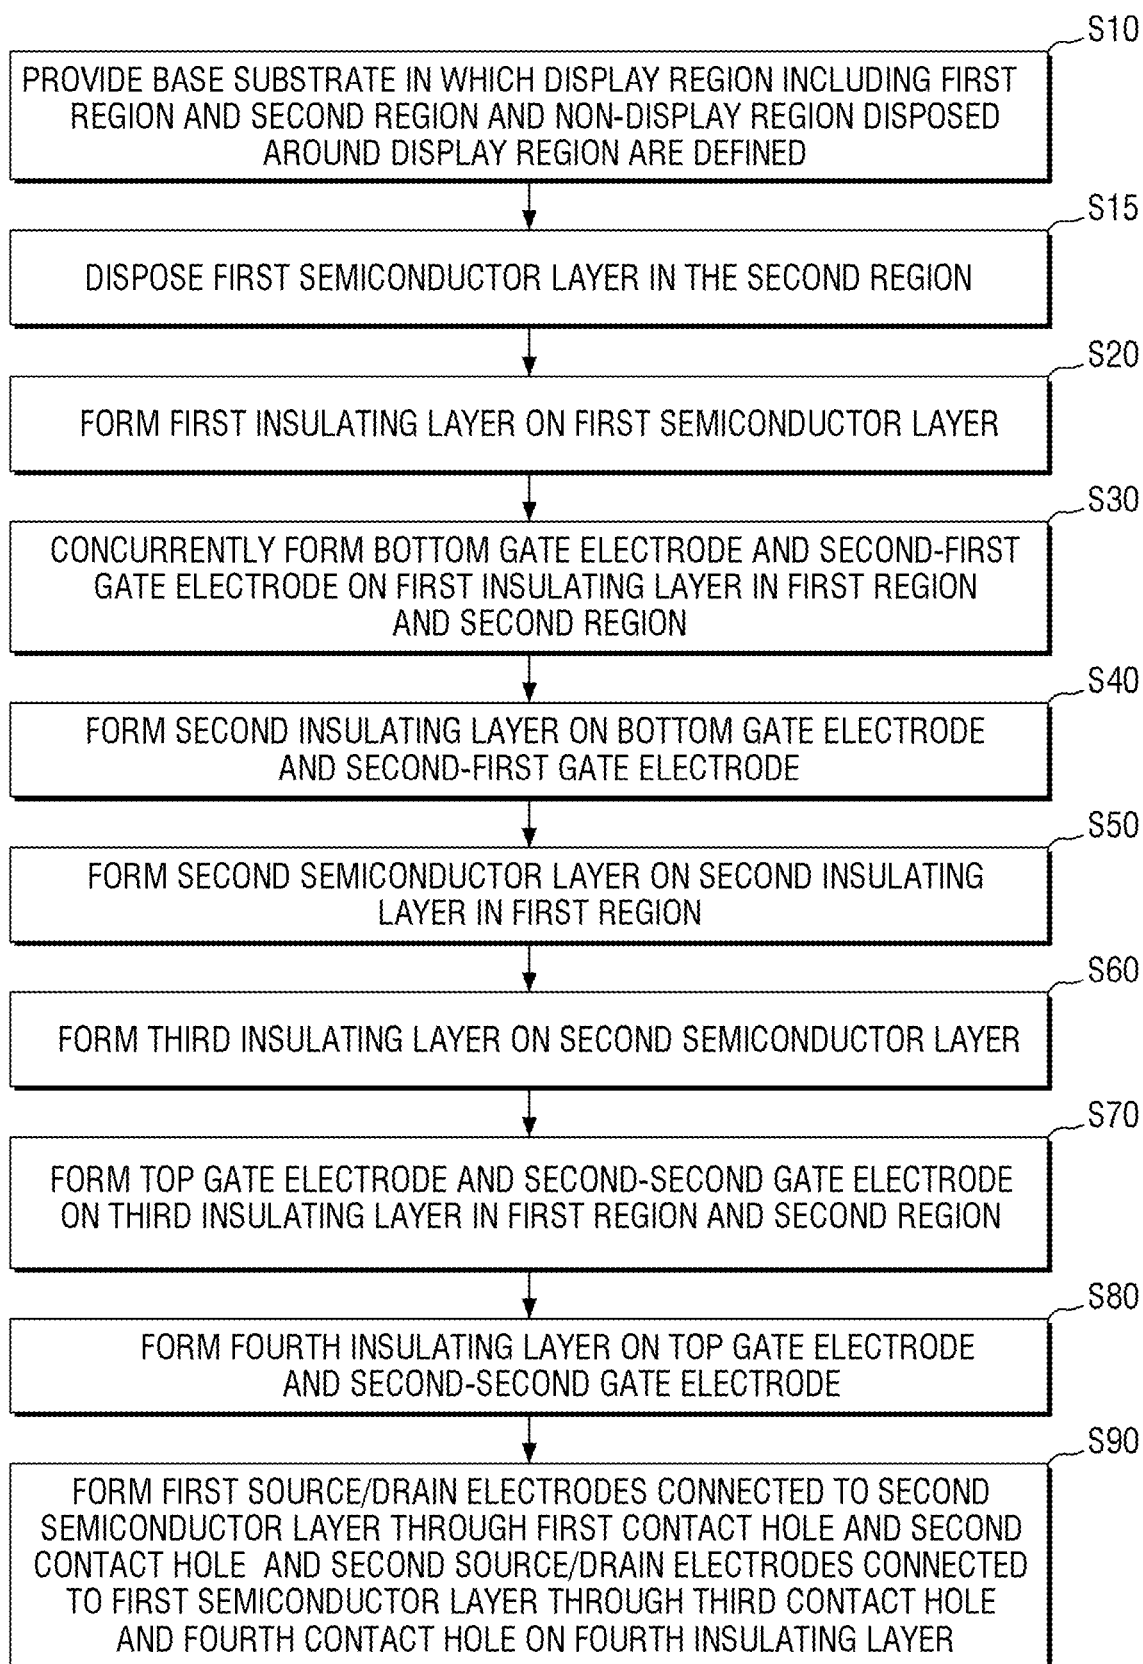 S10
PROVIDE BASE SUBSTRATE IN WHICH DISPLAY REGION INCLUDING FIRST
REGION AND SECOND REGION AND NON-DISPLAY REGION DISPOSED
AROUND DISPLAY REGION ARE DEFINED
S15
DISPOSE FIRST SEMICONDUCTOR LAYER IN THE SECOND REGION
S20
FORM FIRST INSULATING LAYER ON FIRST SEMICONDUCTOR LAYER
S30
CONCURRENTLY FORM BOTTOM GATE ELECTRODE AND SECOND-FIRST
GATE ELECTRODE ON FIRST INSULATING LAYER IN FIRST REGION
AND SECOND REGION
S40
FORM SECOND INSULATING LAYER ON BOTTOM GATE ELECTRODE
AND SECOND-FIRST GATE ELECTRODE
S50
FORM SECOND SEMICONDUCTOR LAYER ON SECOND INSULATING
LAYER IN FIRST REGION
S60
FORM THIRD INSULATING LAYER ON SECOND SEMICONDUCTOR LAYER
S70
FORM TOP GATE ELECTRODE AND SECOND-SECOND GATE ELECTRODE
ON THIRD INSULATING LAYER IN FIRST REGION AND SECOND REGION
S80
FORM FOURTH INSULATING LAYER ON TOP GATE ELECTRODE
AND SECOND-SECOND GATE ELECTRODE
S90
FORM FIRST SOURCE/DRAIN ELECTRODES CONNECTED TO SECOND
SEMICONDUCTOR LAYER THROUGH FIRST CONTACT HOLE AND SECOND
CONTACT HOLE AND SECOND SOURCE/DRAIN ELECTRODES CONNECTED
TO FIRST SEMICONDUCTOR LAYER THROUGH THIRD CONTACT HOLE
AND FOURTH CONTACT HOLE ON FOURTH INSULATING LAYER